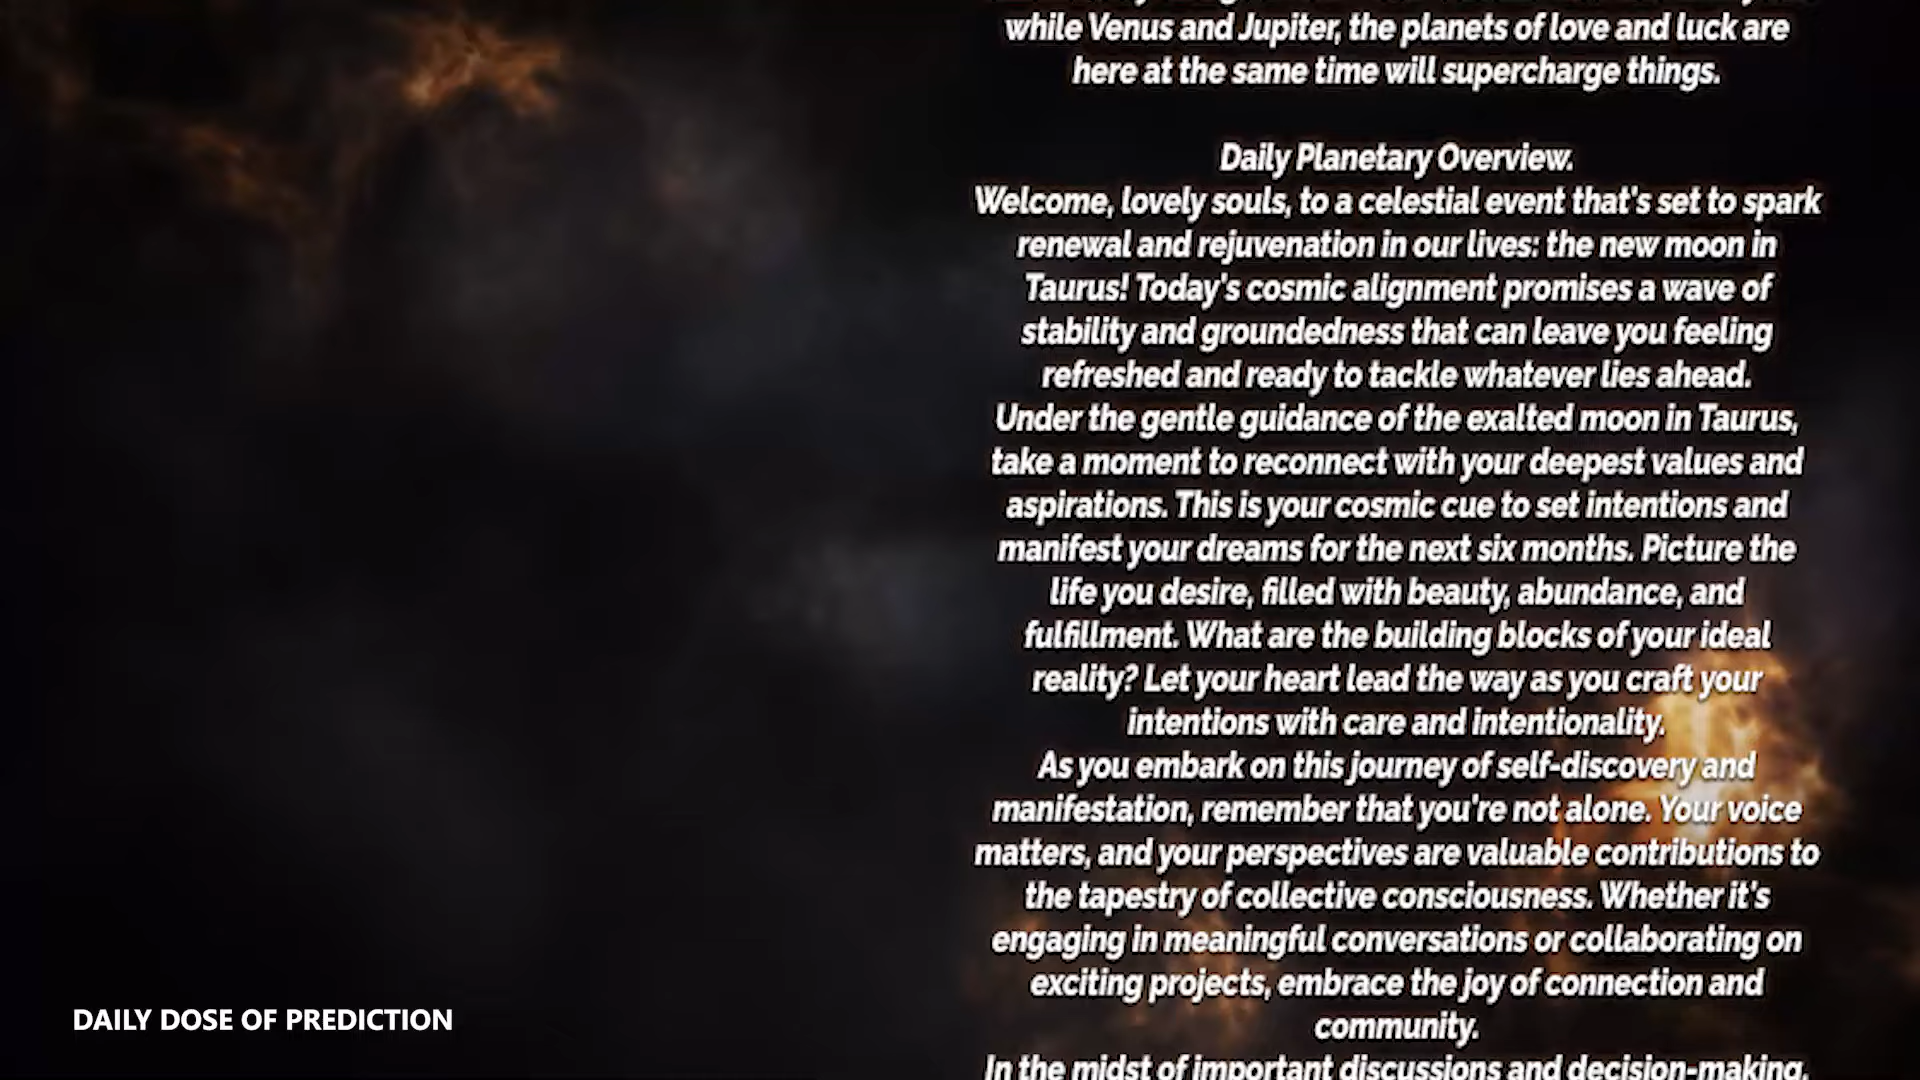 while Venus and Jupiter, the planets of love and luck are
here at the same time will supercharge things.
Daily Planetary Overview.
Welcome, lovely souls, to a celestial event that's set to spark
renewal and rejuvenation in our lives: the new moon in
Taurus! Today's cosmic alignment promises a wave of
stability and groundedness that can leave you feeling
refreshed and ready to tackle whatever lies ahead.
Under the gentle guidance of the exalted moon in Taurus,
take a moment to reconnect with your deepest values and
aspirations. This is your cosmic cue to set intentions and
manifest your dreams for the next six months. Picture the
life you desire, filled with beauty, abundance, and
fulfillment. What are the building blocks of your ideal
reality? Let your heart lead the way as you craft your
intentions with care and intentionality.
As you embark on this journey of self-discovery and
manifestation, remember that you're not alone. Your voice
matters, and your perspectives are valuable contributions to
the tapestry of collective consciousness. Whether it's
engaging in meaningful conversations or collaborating on
exciting projects, embrace the joy of connection and
community.
In the midst of important discussions and decision-making,
DAILY DOSE OF PREDICTION